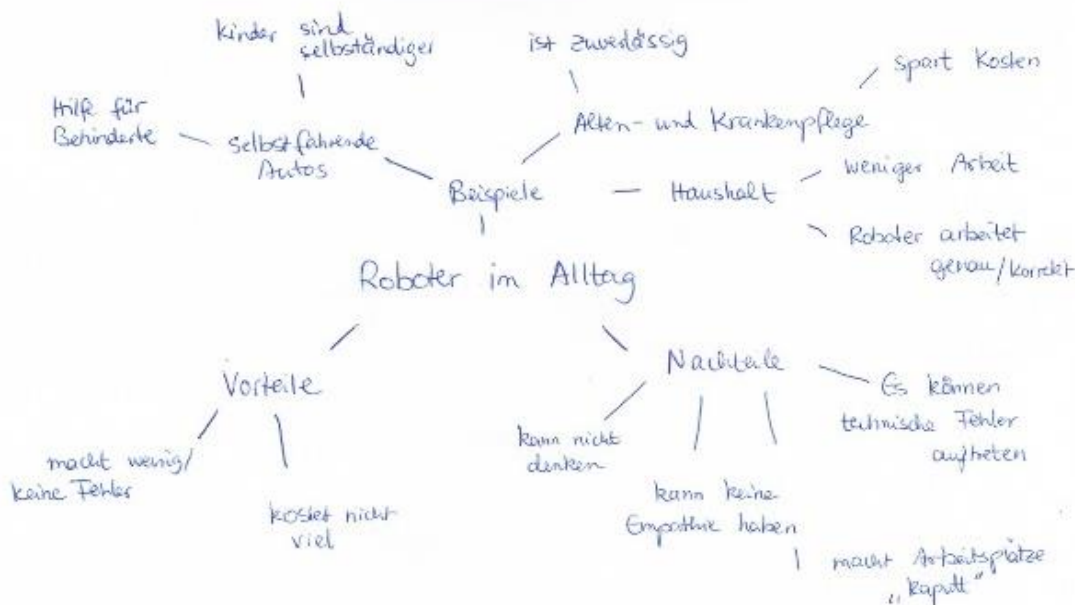 Kinder sind
selbständiger
ist zuverlässig
spart Kosten
Hilfe für
Behinderte
selbstfahrende
Autos
Alten- und Krankenpflege
Beispiele
Haushalt
weniger Arbeit
Roboter arbeitet
genau/korrekt
Roboter im Alltag
Vorteile
macht wenig/
keine Fehler
kostet nicht
viel
Nachteile
kann nicht
denken
kann keine
Empathie haben
macht Arbeitsplätze
„kaputt“
Es können
technische Fehler
auftreten